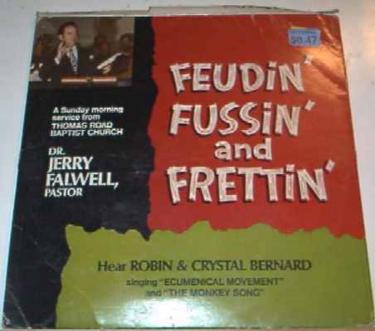 $0.47
FEUDiN'
FUSSiN'
and
FRETTiN'
A Sunday morning
service from
THOMAS ROAD
BAPTIST CHURCH
DR.
JERRY
FALWELL,
PASTOR
Hear ROBIN & CRYSTAL BERNARD
singing "ECUMENICAL MOVEMENT"
and "THE MONKEY SONG"